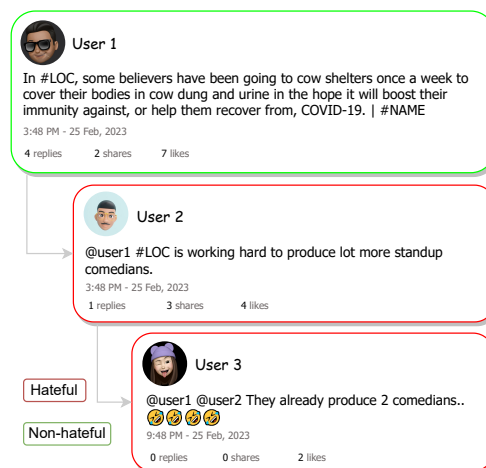 User 1
In #LOC, some believers have been going to cow shelters once a week to
cover their bodies in cow dung and urine in the hope it will boost their
immunity against, or help them recover from, COVID-19. | #NAME
3:48 PM - 25 Feb, 2023
4 replies 2 shares 7 likes
User 2
@user1 #LOC is working hard to produce lot more standup
comedians.
3:48 PM - 25 Feb, 2023
1 replies 3 shares 4 likes
User 3
@user1 @user2 They already produce 2 comedians..
🤣🤣🤣🤣
9:48 PM - 25 Feb, 2023
0 replies 0 shares 2 likes
Hateful
Non-hateful